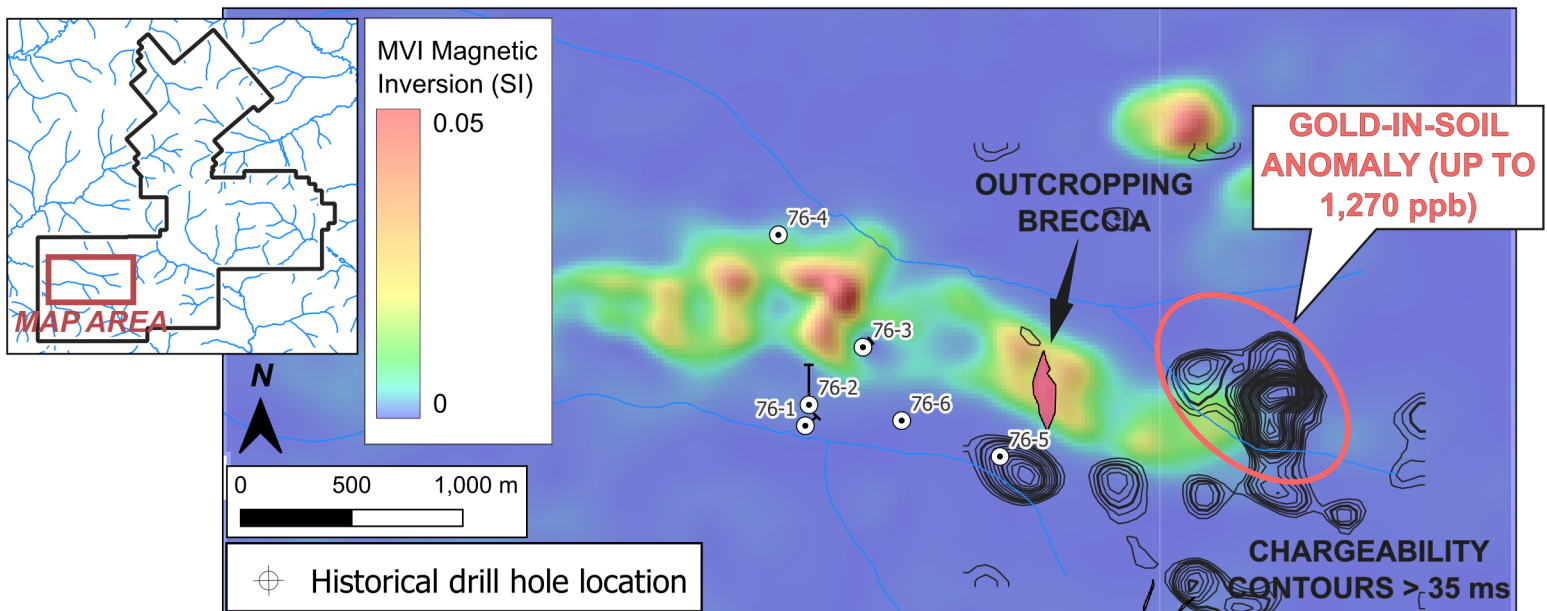 MVI Magnetic
Inversion (SI)
0.05
0
MAP AREA
N
0 500 1,000 m
Historical drill hole location
76-4
76-3
76-2
76-1
76-6
76-5
OUTCROPPING
BRECCIA
GOLD-IN-SOIL
ANOMALY (UP TO
1,270 ppb)
CHARGEABILITY
CONTOURS > 35 ms